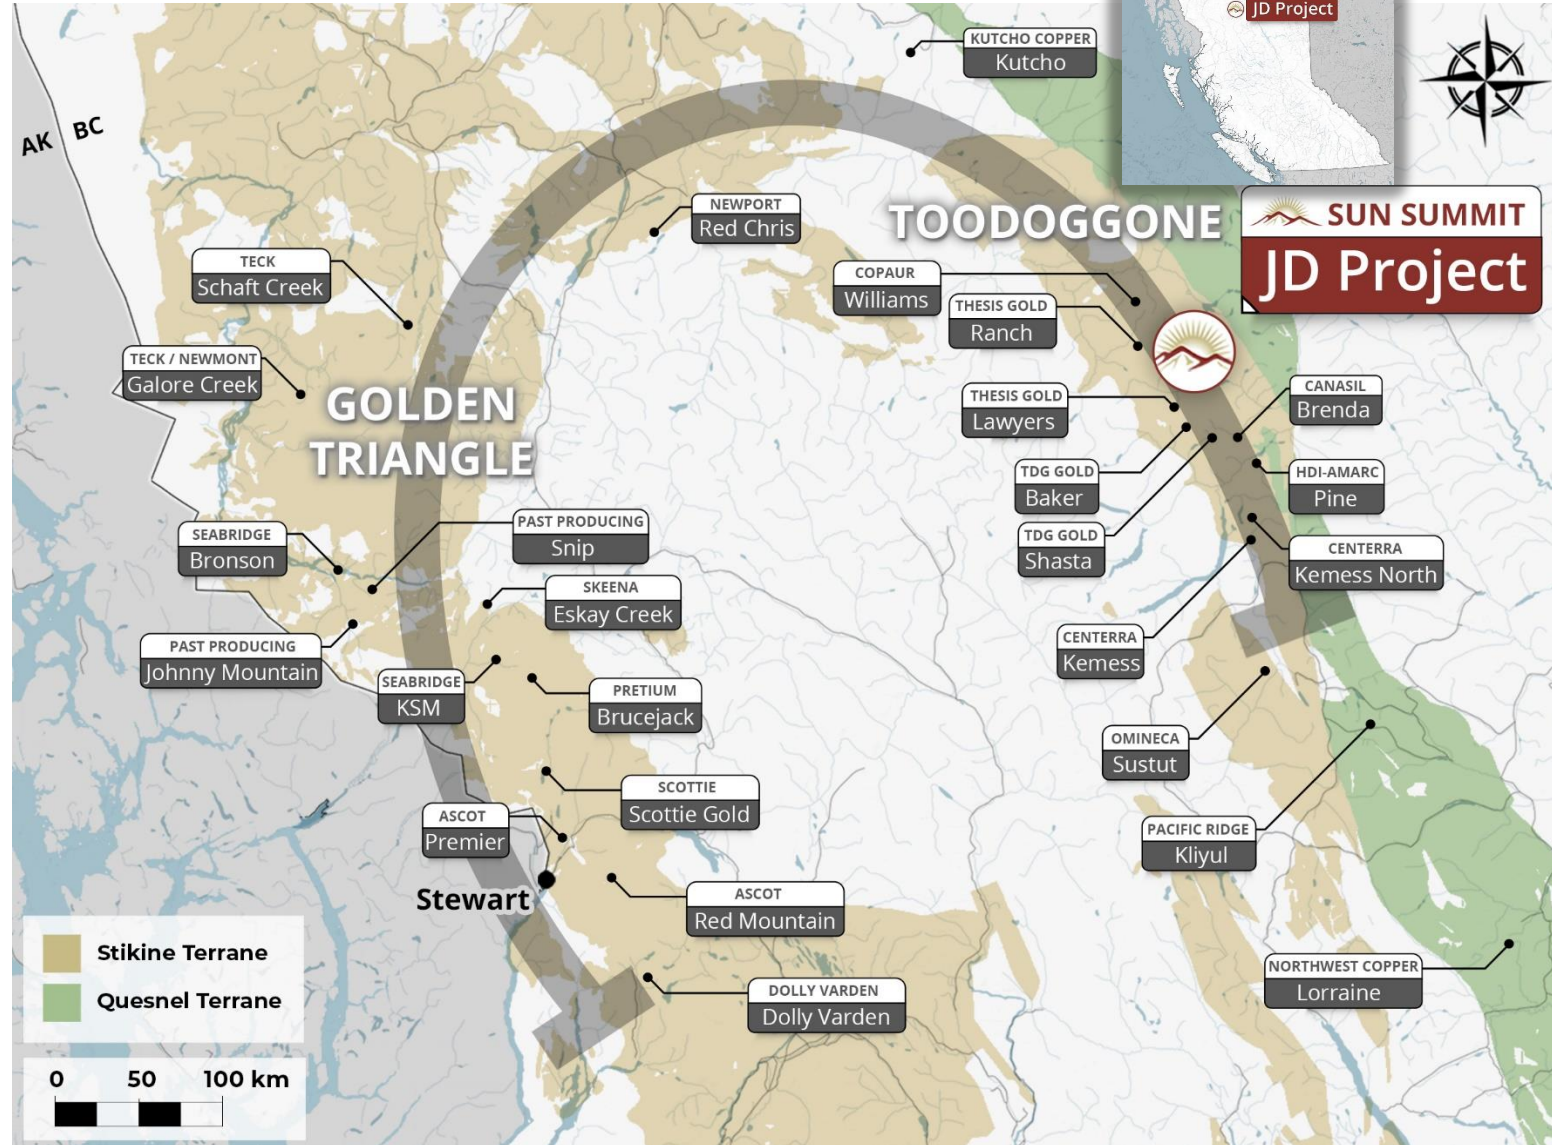 JD Project
KUTCHO COPPER
Kutcho
AK
BC
NEWPORT
Red Chris
TOODOGGONE
SUN SUMMIT
JD Project
TECK
Schaft Creek
COPAUR
Williams
THESIS GOLD
Ranch
TECK / NEWMONT
Galore Creek
GOLDEN
TRIANGLE
THESIS GOLD
Lawyers
CANASIL
Brenda
TDG GOLD
Baker
HDI-AMARC
Pine
SEABRIDGE
Bronson
PAST PRODUCING
Snip
TDG GOLD
Shasta
CENTERRA
Kemess North
SKEENA
Eskay Creek
PAST PRODUCING
Johnny Mountain
CENTERRA
Kemess
SEABRIDGE
KSM
PRETIUM
Brucejack
OMINECA
Sustut
SCOTTIE
Scottie Gold
ASCOT
Premier
PACIFIC RIDGE
Kliyul
Stewart
ASCOT
Red Mountain
Stikine Terrane
Quesnel Terrane
NORTHWEST COPPER
Lorraine
DOLLY VARDEN
Dolly Varden
0 50 100 km